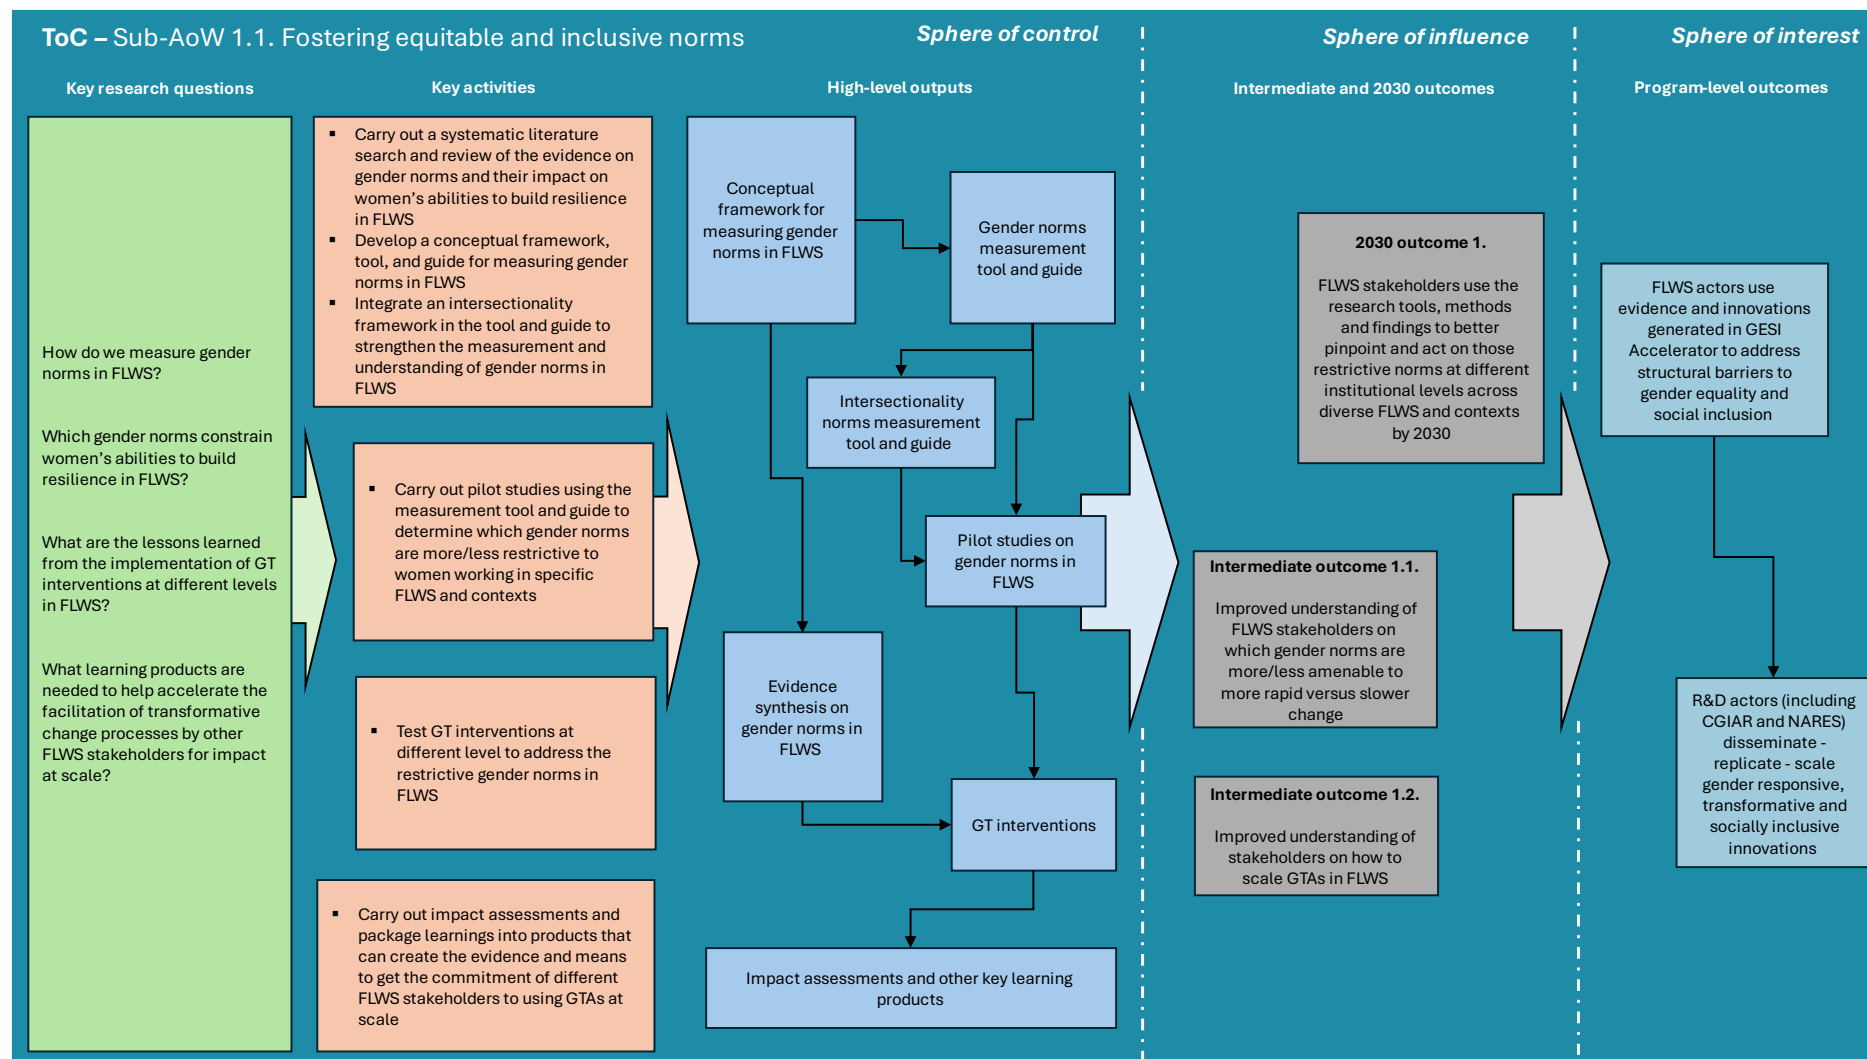 ToC – Sub-AoW 1.1. Fostering equitable and inclusive norms
Sphere of control
Sphere of influence
Sphere of interest
Key research questions
Key activities
High-level outputs
Intermediate and 2030 outcomes
Program-level outcomes
How do we measure gender
norms in FLWS?
Which gender norms constrain
women’s abilities to build
resilience in FLWS?
What are the lessons learned
from the implementation of GT
interventions at different levels
in FLWS?
What learning products are
needed to help accelerate the
facilitation of transformative
change processes by other
FLWS stakeholders for impact
at scale?
▪ Carry out a systematic literature
search and review of the evidence on
gender norms and their impact on
women’s abilities to build resilience
in FLWS
▪ Develop a conceptual framework,
tool, and guide for measuring gender
norms in FLWS
▪ Integrate an intersectionality
framework in the tool and guide to
strengthen the measurement and
understanding of gender norms in
FLWS
▪ Carry out pilot studies using the
measurement tool and guide to
determine which gender norms
are more/less restrictive to
women working in specific
FLWS and contexts
▪ Test GT interventions at
different level to address the
restrictive gender norms in
FLWS
▪ Carry out impact assessments and
package learnings into products that
can create the evidence and means
to get the commitment of different
FLWS stakeholders to using GTAs at
scale
Conceptual
framework for
measuring gender
norms in FLWS
Gender norms
measurement
tool and guide
Intersectionality
norms measurement
tool and guide
Pilot studies on
gender norms in
FLWS
Evidence
synthesis on
gender norms in
FLWS
GT interventions
Impact assessments and other key learning
products
2030 outcome 1.
FLWS stakeholders use the
research tools, methods
and findings to better
pinpoint and act on those
restrictive norms at different
institutional levels across
diverse FLWS and contexts
by 2030
Intermediate outcome 1.1.
Improved understanding of
FLWS stakeholders on
which gender norms are
more/less amenable to
more rapid versus slower
change
Intermediate outcome 1.2.
Improved understanding of
stakeholders on how to
scale GTAs in FLWS
FLWS actors use
evidence and innovations
generated in GESI
Accelerator to address
structural barriers to
gender equality and
social inclusion
R&D actors (including
CGIAR and NARES)
disseminate -
replicate - scale
gender responsive,
transformative and
socially inclusive
innovations